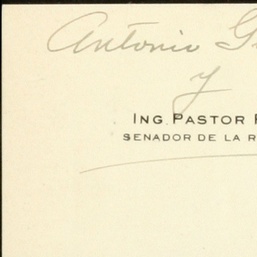 Antonio G
y
ING. PASTOR
SENADOR DE LA R